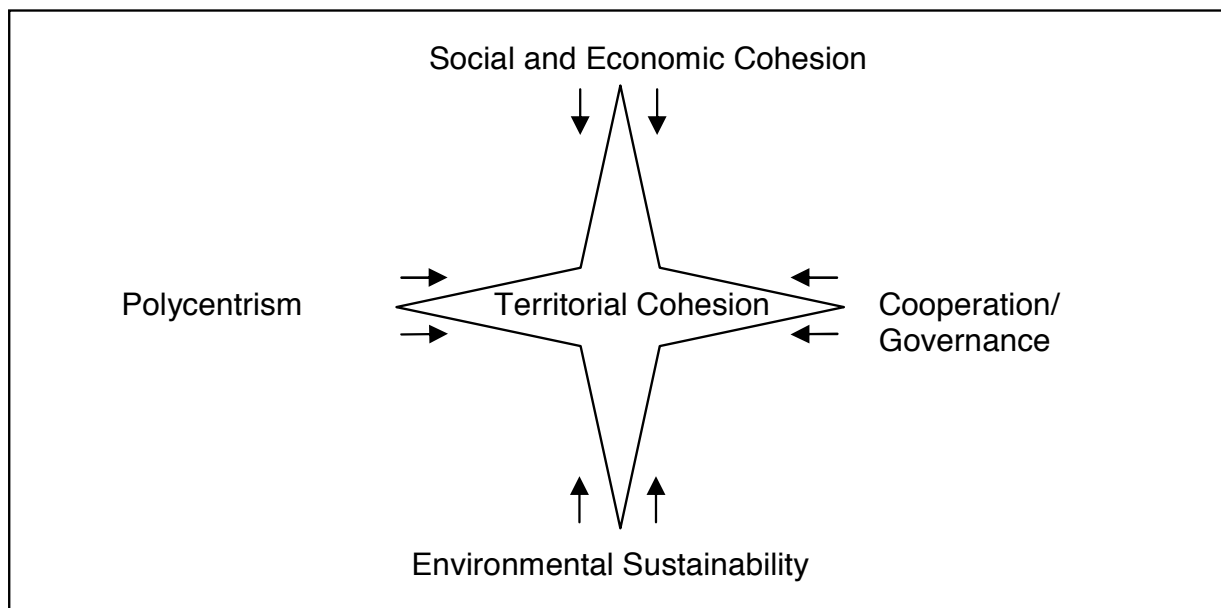 Social and Economic Cohesion
Polycentrism
Territorial Cohesion
Cooperation/
Governance
Environmental Sustainability